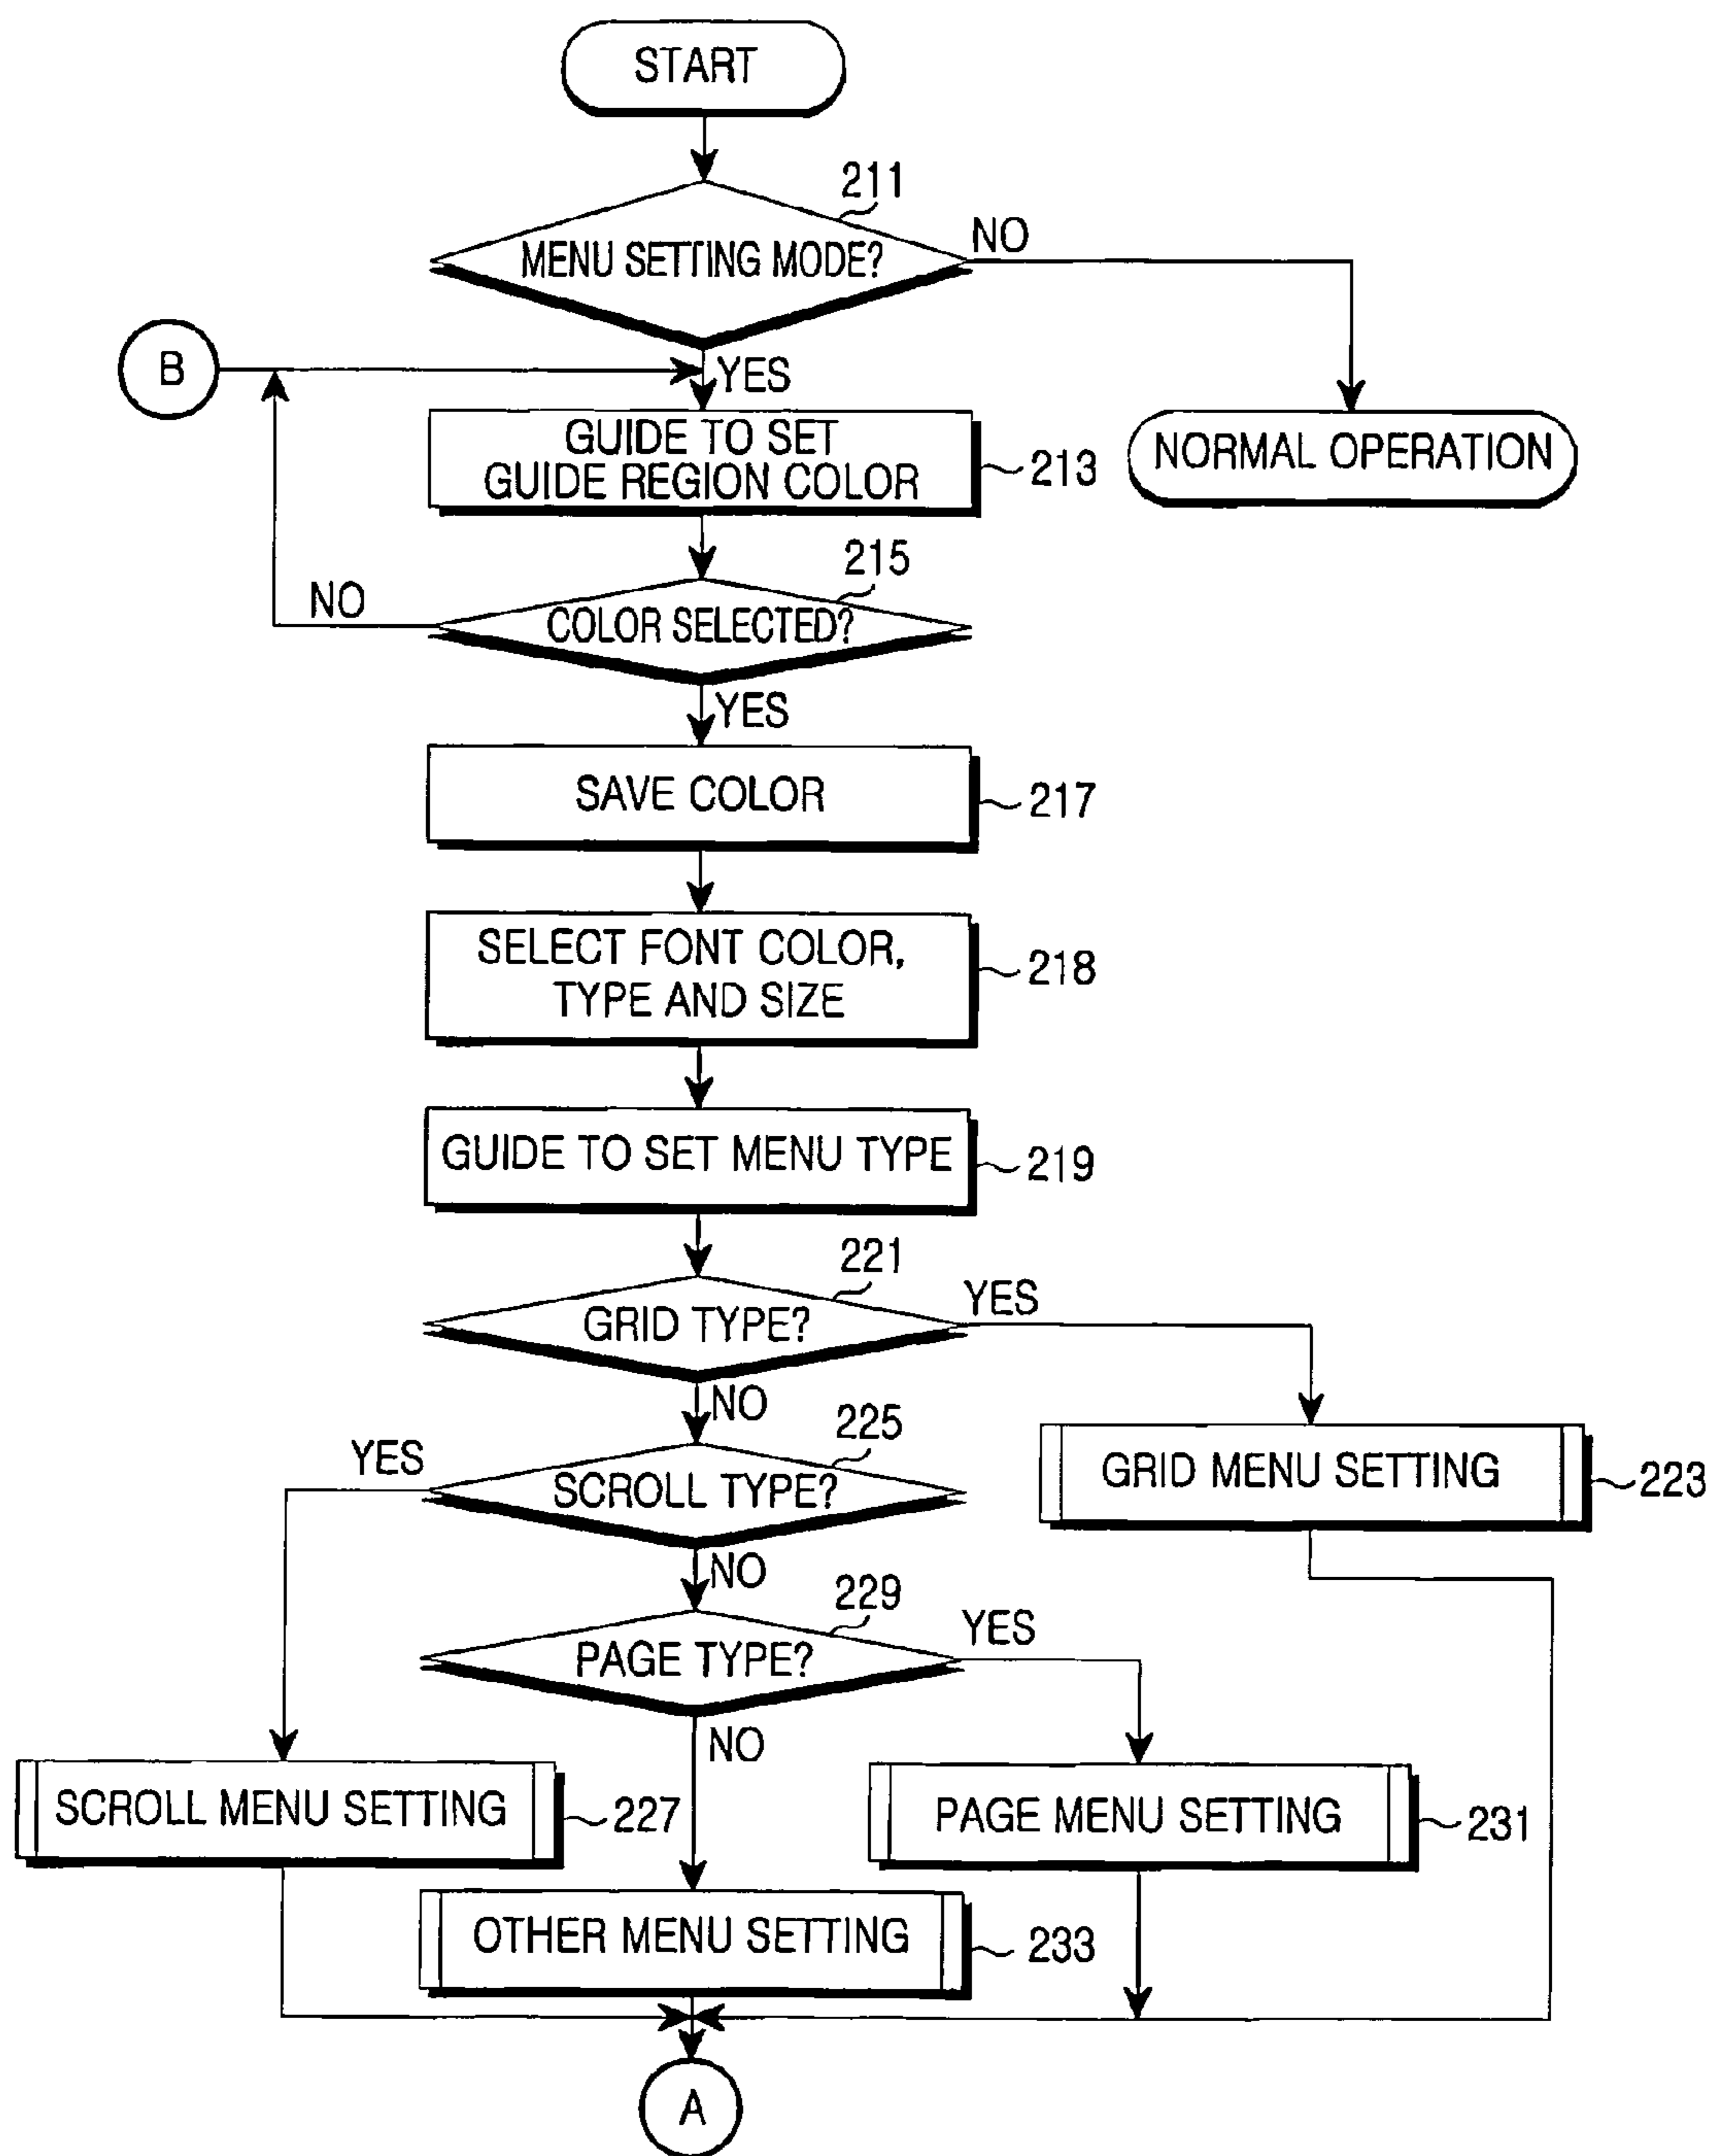 START
211
MENU SETTING MODE?
NO
B
YES
GUIDE TO SET
GUIDE REGION COLOR
213
NORMAL OPERATION
215
NO
COLOR SELECTED?
YES
SAVE COLOR
217
SELECT FONT COLOR,
TYPE AND SIZE
218
GUIDE TO SET MENU TYPE
219
221
GRID TYPE?
YES
NO
225
YES
SCROLL TYPE?
GRID MENU SETTING
223
NO
229
PAGE TYPE?
YES
NO
SCROLL MENU SETTING
227
PAGE MENU SETTING
231
OTHER MENU SETTING
233
A